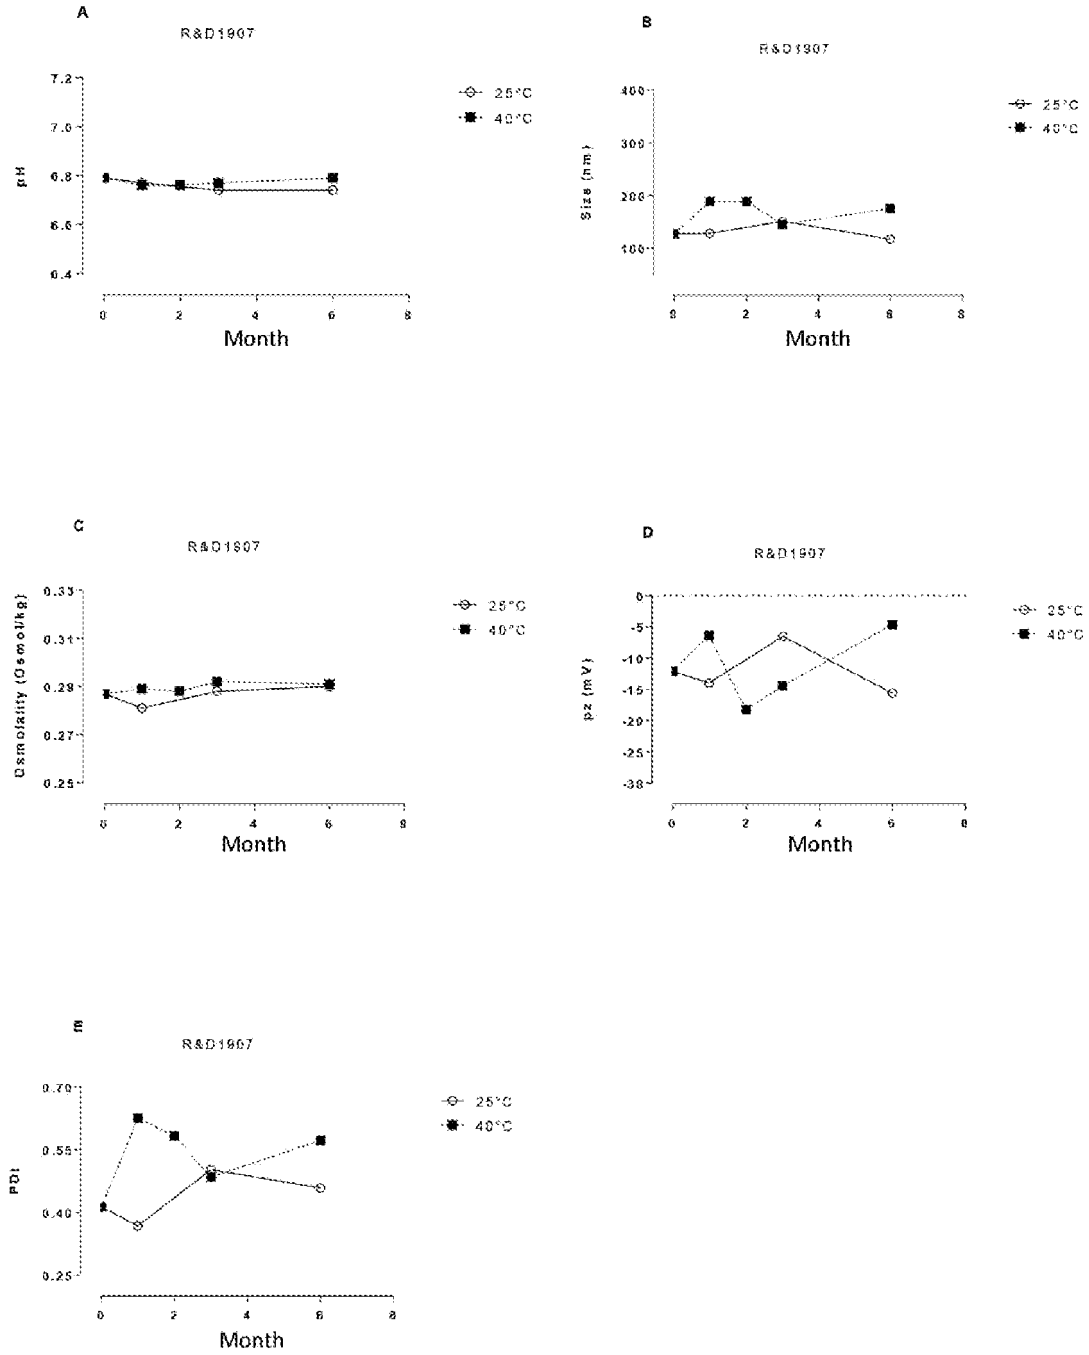 A
R&D1907
7.2
7.0
6.8
6.6
6.4
pH
25°C
40°C
0 2 4 6 8
Month
B
R&D1907
400
300
200
100
Size (nm)
25°C
40°C
0 2 4 6 8
Month
C
R&D1907
0.33
0.31
0.29
0.27
0.25
Osmolality (Osmol/kg)
25°C
40°C
0 2 4 6 8
Month
D
R&D1907
0
-5
-10
-15
-20
-25
-30
pz (mV)
25°C
40°C
0 2 4 6 8
Month
E
R&D1907
0.70
0.55
0.40
0.25
PDI
25°C
40°C
0 2 4 6 8
Month